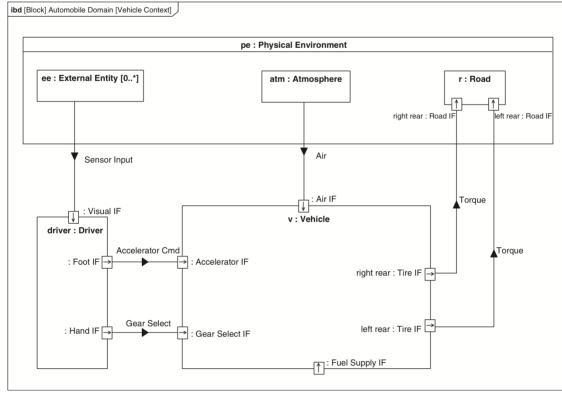 ibd [Block] Automobile Domain [Vehicle Context]
pe : Physical Environment
ee : External Entity [0..*]
atm : Atmosphere
r : Road
right rear : Road IF
left rear : Road IF
Sensor Input
Air
: Visual IF
driver : Driver
: Air IF
v : Vehicle
Torque
Accelerator Cmd
: Foot IF
: Accelerator IF
Torque
right rear : Tire IF
Gear Select
: Hand IF
: Gear Select IF
left rear : Tire IF
: Fuel Supply IF